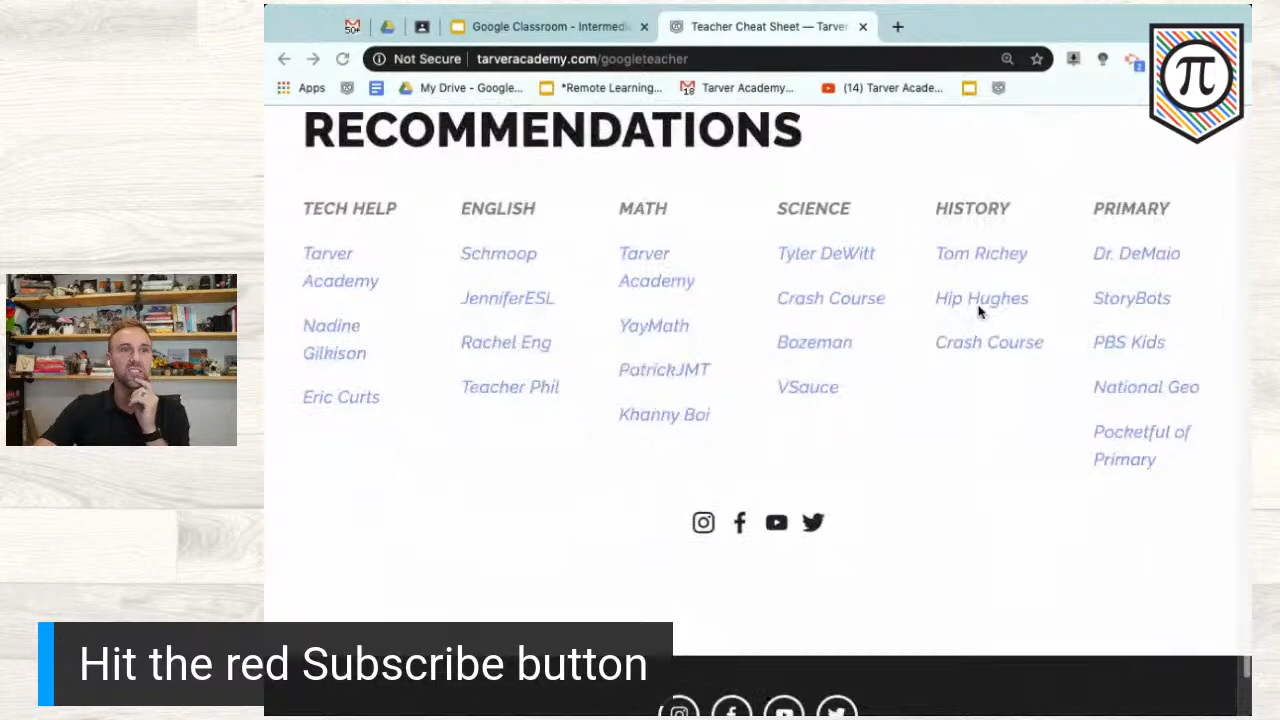 50+
Google Classroom - Intermedi
Teacher Cheat Sheet — Tarver
Not Secure
tarveracademy.com/googleteacher
2
Apps
My Drive - Google...
*Remote Learning...
18
Tarver Academy...
(14) Tarver Acade...
π
RECOMMENDATIONS
TECH HELP
ENGLISH
MATH
SCIENCE
HISTORY
PRIMARY
Tarver
Academy
Nadine
Gilkison
Eric Curts
Schmoop
JenniferESL
Rachel Eng
Teacher Phil
Tarver
Academy
YayMath
PatrickJMT
Khanny Boi
Tyler DeWitt
Crash Course
Bozeman
VSauce
Tom Richey
Hip Hughes
Crash Course
Dr. DeMaio
StoryBots
PBS Kids
National Geo
Pocketful of
Primary
Hit the red Subscribe button